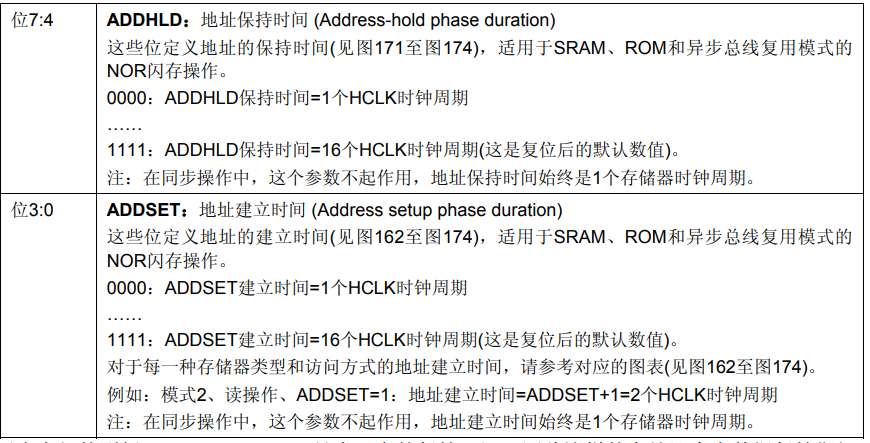 位7:4
ADDHLD：地址保持时间 (Address-hold phase duration)
这些位定义地址的保持时间(见图171至图174)，适用于SRAM、ROM和异步总线复用模式的
NOR闪存操作。
0000：ADDHLD保持时间=1个HCLK时钟周期
……
1111：ADDHLD保持时间=16个HCLK时钟周期(这是复位后的默认数值)。
注：在同步操作中，这个参数不起作用，地址保持时间始终是1个存储器时钟周期。
位3:0
ADDSET：地址建立时间 (Address setup phase duration)
这些位定义地址的建立时间(见图162至图174)，适用于SRAM、ROM和异步总线复用模式的
NOR闪存操作。
0000：ADDSET建立时间=1个HCLK时钟周期
……
1111：ADDSET建立时间=16个HCLK时钟周期(这是复位后的默认数值)。
对于每一种存储器类型和访问方式的地址建立时间，请参考对应的图表(见图162至图174)。
例如：模式2、读操作、ADDSET=1：地址建立时间=ADDSET+1=2个HCLK时钟周期
注：在同步操作中，这个参数不起作用，地址建立时间始终是1个存储器时钟周期。